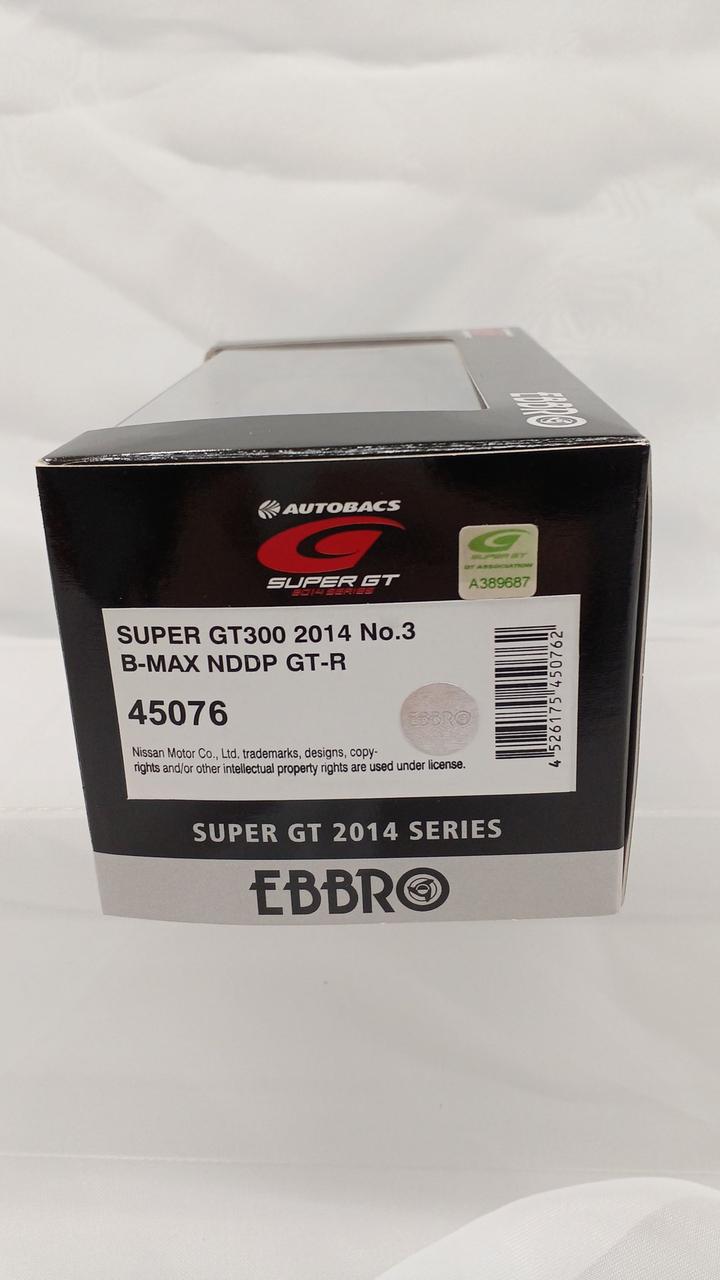 EBBRO
AUTOBACS
SUPER GT
2014 SERIES
SUPER GT
GT ASSOCIATION
A389687
SUPER GT300 2014 No.3
B-MAX NDDP GT-R
45076
EBBRO
Nissan Motor Co., Ltd. trademarks, designs, copy-
rights and/or other intellectual property rights are used under license.
4 526175 450762
SUPER GT 2014 SERIES
EBBRO